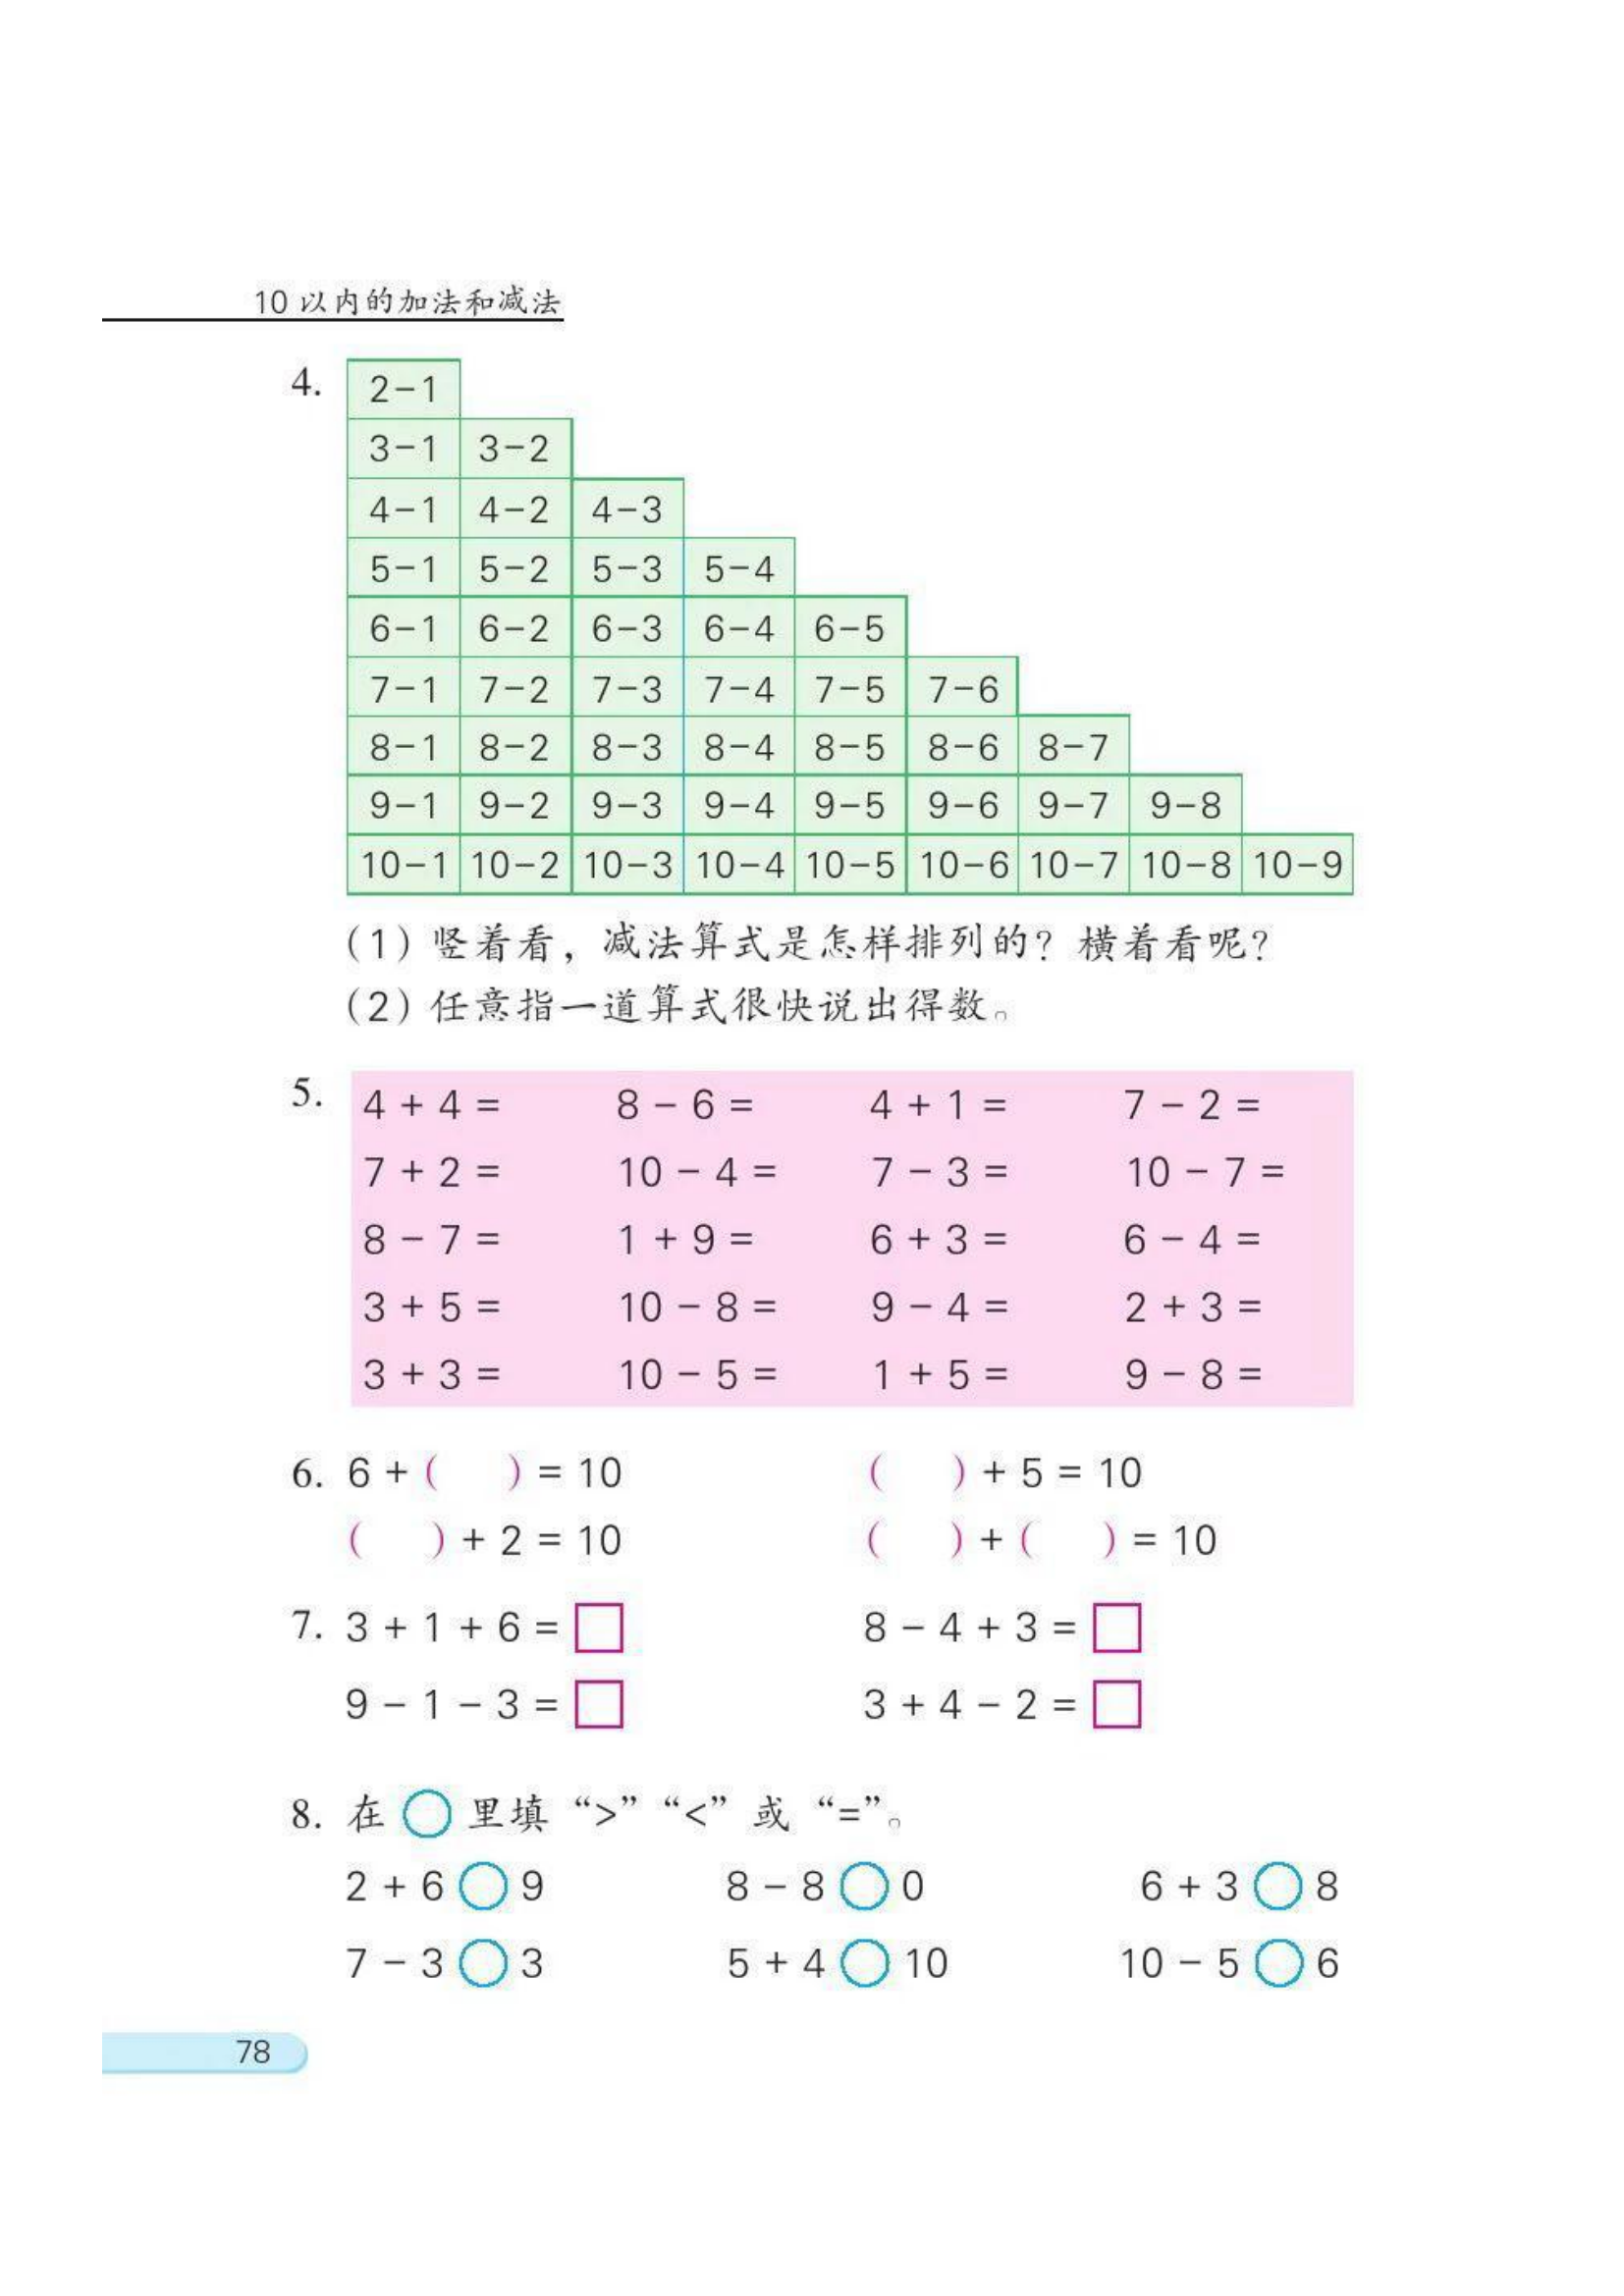 10 以内的加法和减法
4.
2-1
3-1 3-2
4-1 4-2 4-3
5-1 5-2 5-3 5-4
6-1 6-2 6-3 6-4 6-5
7-1 7-2 7-3 7-4 7-5 7-6
8-1 8-2 8-3 8-4 8-5 8-6 8-7
9-1 9-2 9-3 9-4 9-5 9-6 9-7 9-8
10-1 10-2 10-3 10-4 10-5 10-6 10-7 10-8 10-9
(1) 竖着看，减法算式是怎样排列的？横着看呢？
(2) 任意指一道算式很快说出得数。
5.
4 + 4 = 8 - 6 = 4 + 1 = 7 - 2 =
7 + 2 = 10 - 4 = 7 - 3 = 10 - 7 =
8 - 7 = 1 + 9 = 6 + 3 = 6 - 4 =
3 + 5 = 10 - 8 = 9 - 4 = 2 + 3 =
3 + 3 = 10 - 5 = 1 + 5 = 9 - 8 =
6. 6 + ( ) = 10 ( ) + 5 = 10
( ) + 2 = 10 ( ) + ( ) = 10
7. 3 + 1 + 6 = □ 8 - 4 + 3 = □
9 - 1 - 3 = □ 3 + 4 - 2 = □
8. 在 ○ 里填 “>” “<” 或 “=”。
2 + 6 ○ 9 8 - 8 ○ 0 6 + 3 ○ 8
7 - 3 ○ 3 5 + 4 ○ 10 10 - 5 ○ 6
78